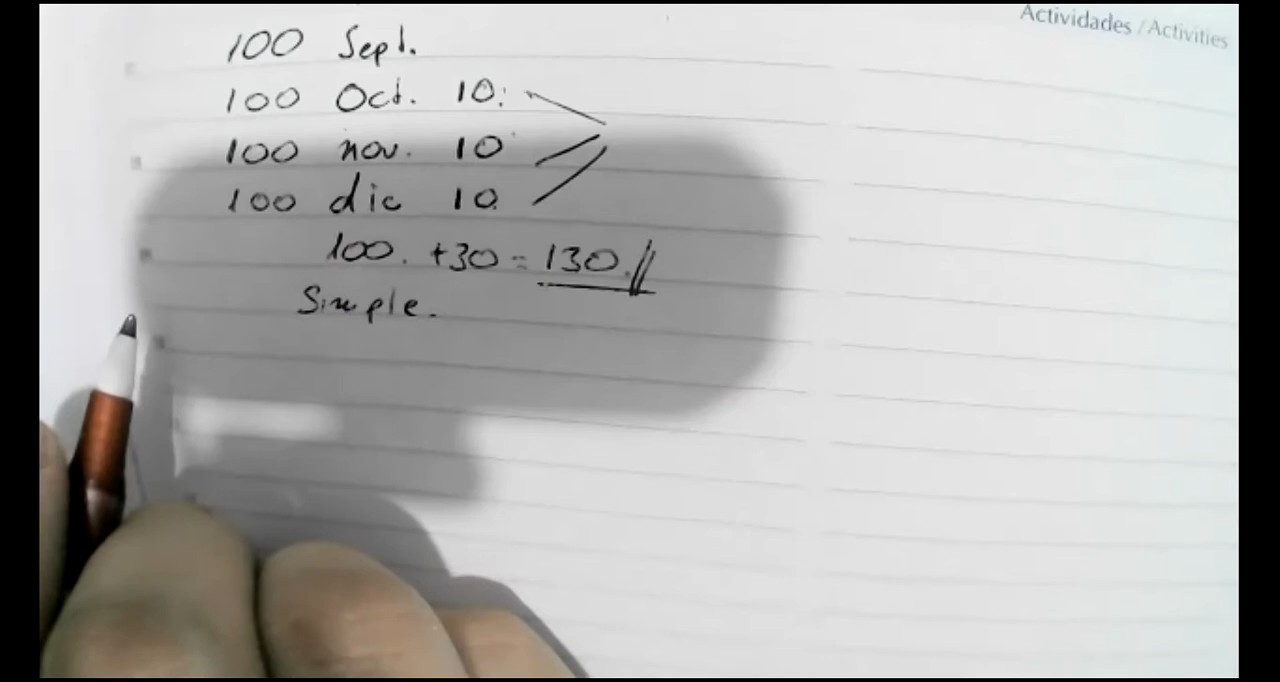 Actividades / Activities
100 Sept.
100 Oct. 10.
100 nov. 10
100 dic 10.
100. +30 = 130.//
Simple.